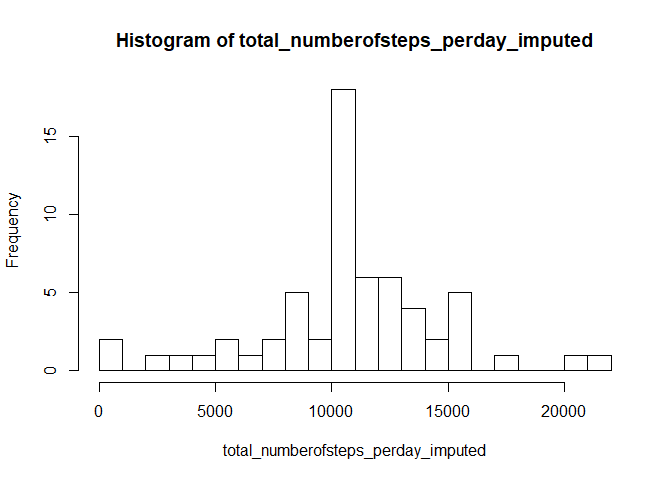 Histogram of total_numberofsteps_perday_imputed
Frequency
15
10
5
0
0 5000 10000 15000 20000
total_numberofsteps_perday_imputed